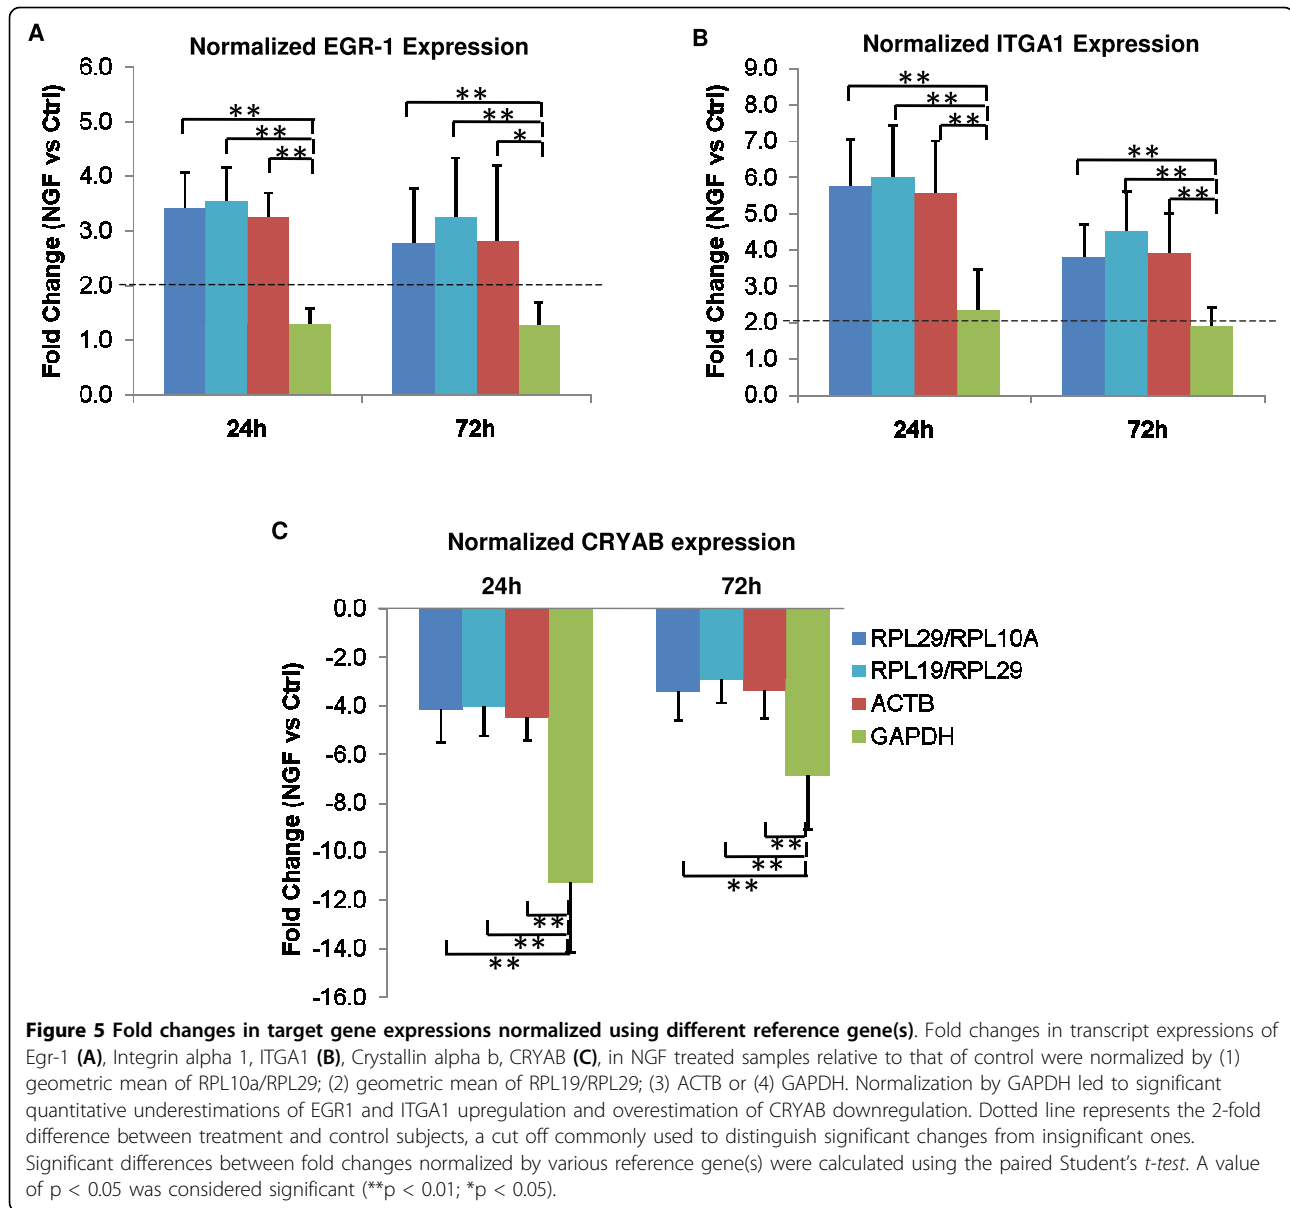 A
Normalized EGR-1 Expression
Fold Change (NGF vs Ctrl)
6.0
5.0
4.0
3.0
2.0
1.0
0.0
**
**
**
**
**
*
24h
72h
B
Normalized ITGA1 Expression
Fold Change (NGF vs Ctrl)
9.0
8.0
7.0
6.0
5.0
4.0
3.0
2.0
1.0
0.0
**
**
**
**
**
**
24h
72h
C
Normalized CRYAB expression
24h
72h
Fold Change (NGF vs Ctrl)
0.0
-2.0
-4.0
-6.0
-8.0
-10.0
-12.0
-14.0
-16.0
**
**
**
**
**
**
RPL29/RPL10A
RPL19/RPL29
ACTB
GAPDH
Figure 5 Fold changes in target gene expressions normalized using different reference gene(s). Fold changes in transcript expressions of
Egr-1 (A), Integrin alpha 1, ITGA1 (B), Crystallin alpha b, CRYAB (C), in NGF treated samples relative to that of control were normalized by (1)
geometric mean of RPL10a/RPL29; (2) geometric mean of RPL19/RPL29; (3) ACTB or (4) GAPDH. Normalization by GAPDH led to significant
quantitative underestimations of EGR1 and ITGA1 upregulation and overestimation of CRYAB downregulation. Dotted line represents the 2-fold
difference between treatment and control subjects, a cut off commonly used to distinguish significant changes from insignificant ones.
Significant differences between fold changes normalized by various reference gene(s) were calculated using the paired Student's t-test. A value
of p < 0.05 was considered significant (**p < 0.01; *p < 0.05).